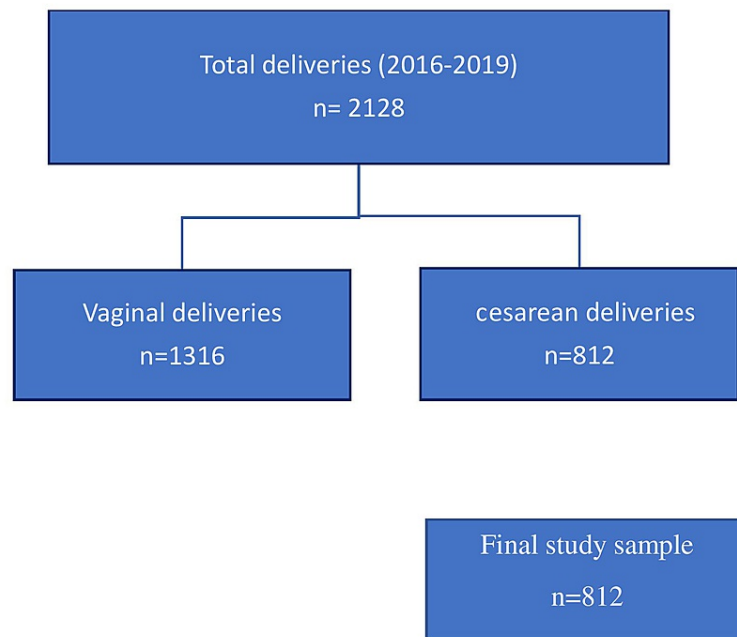 Total deliveries (2016-2019)
n= 2128
Vaginal deliveries
n=1316
cesarean deliveries
n=812
Final study sample
n=812